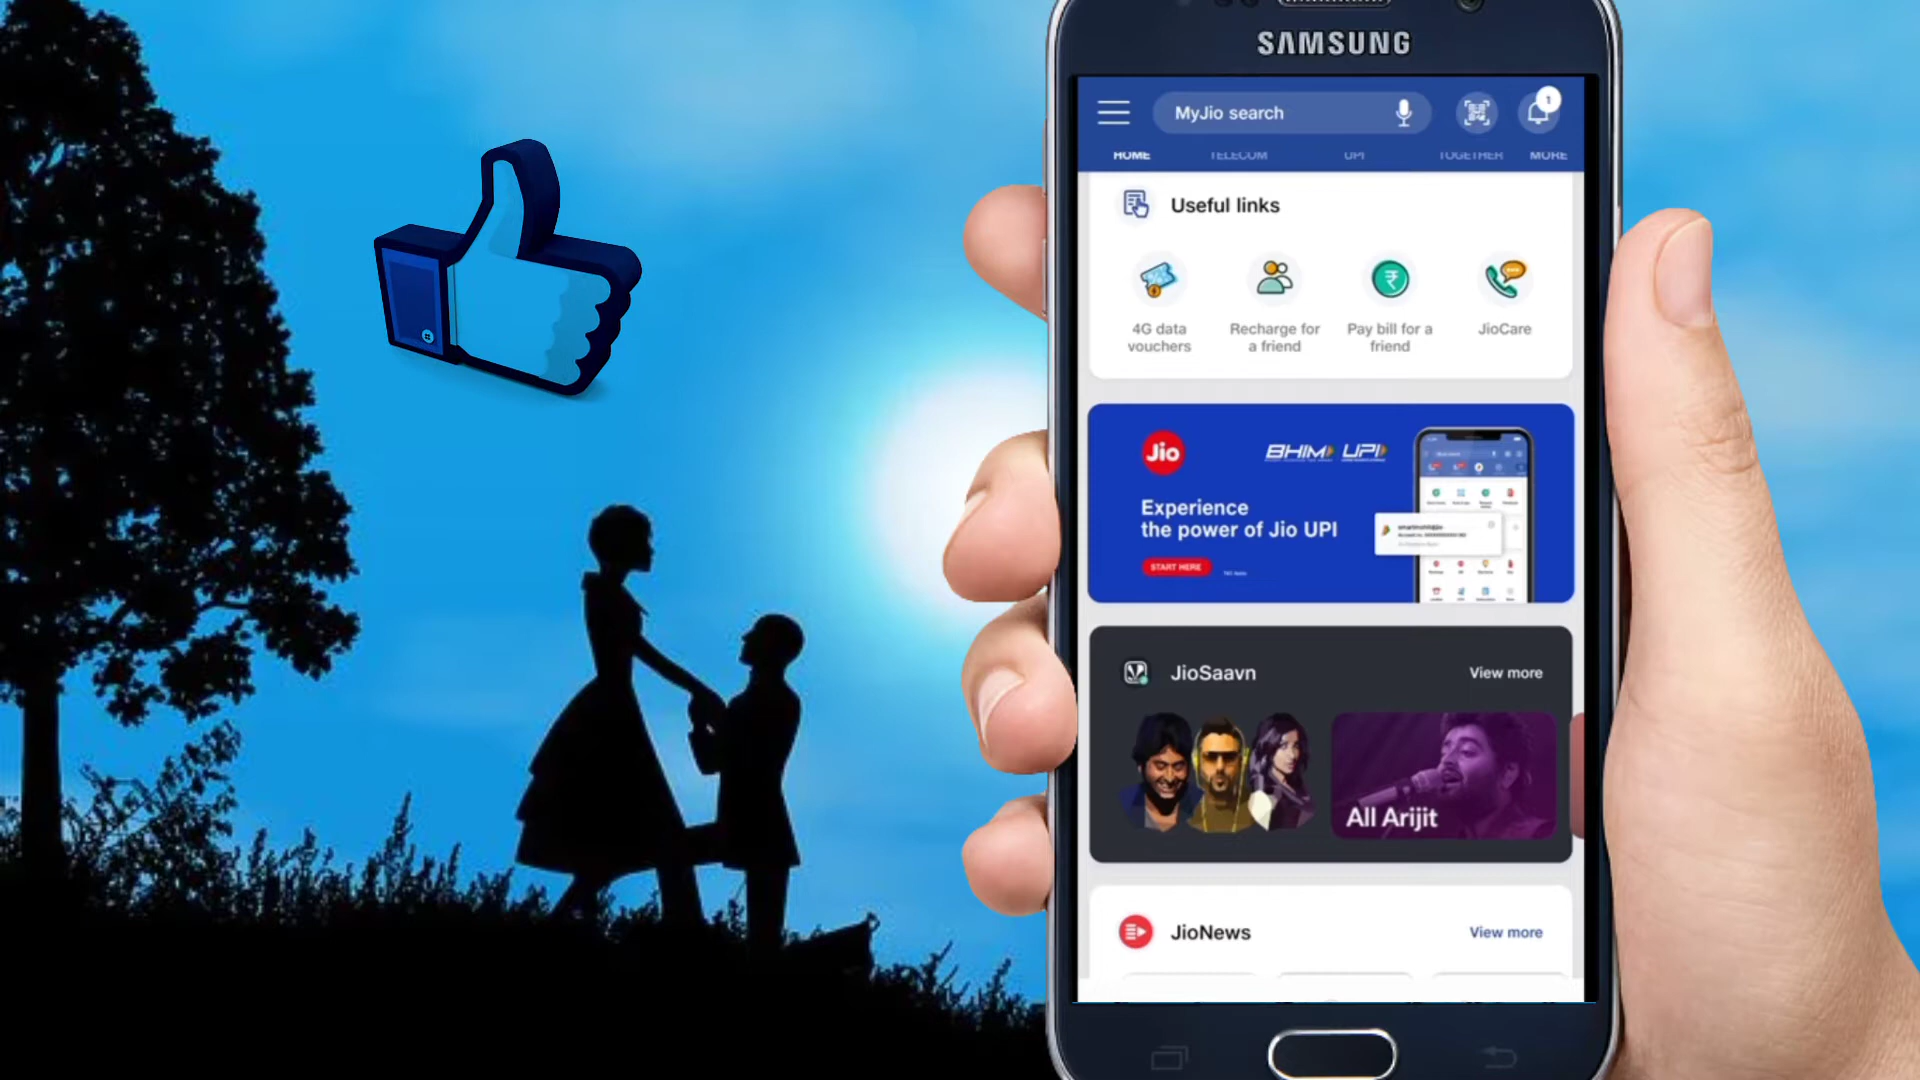 SAMSUNG
MyJio search
1
HOME TELECOM UPI TOGETHER MORE
Useful links
4G data
vouchers
Recharge for
a friend
Pay bill for a
friend
JioCare
Jio
BHIM UPI
Experience
the power of Jio UPI
START HERE
JioSaavn
View more
All Arijit
JioNews
View more